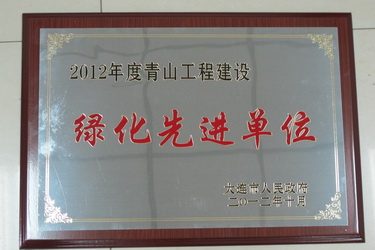 2012年度青山工程建设
绿化先进单位
大连市人民政府
二〇一二年十月